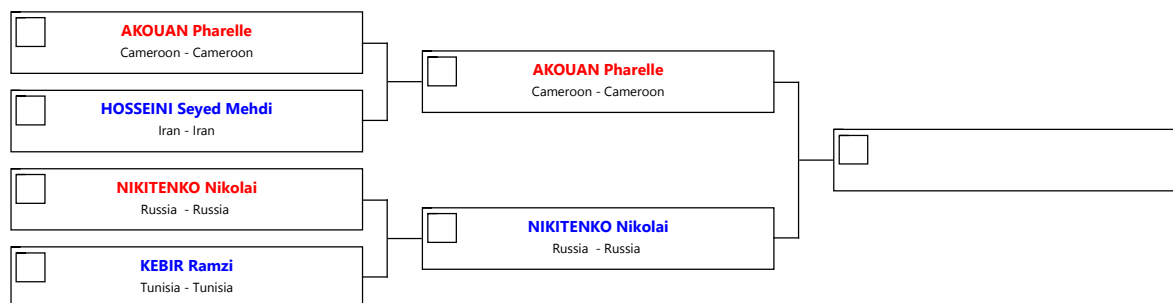 AKOUAN Pharelle
Cameroon - Cameroon
HOSSEINI Seyed Mehdi
Iran - Iran
NIKITENKO Nikolai
Russia - Russia
KEBIR Ramzi
Tunisia - Tunisia
AKOUAN Pharelle
Cameroon - Cameroon
NIKITENKO Nikolai
Russia - Russia